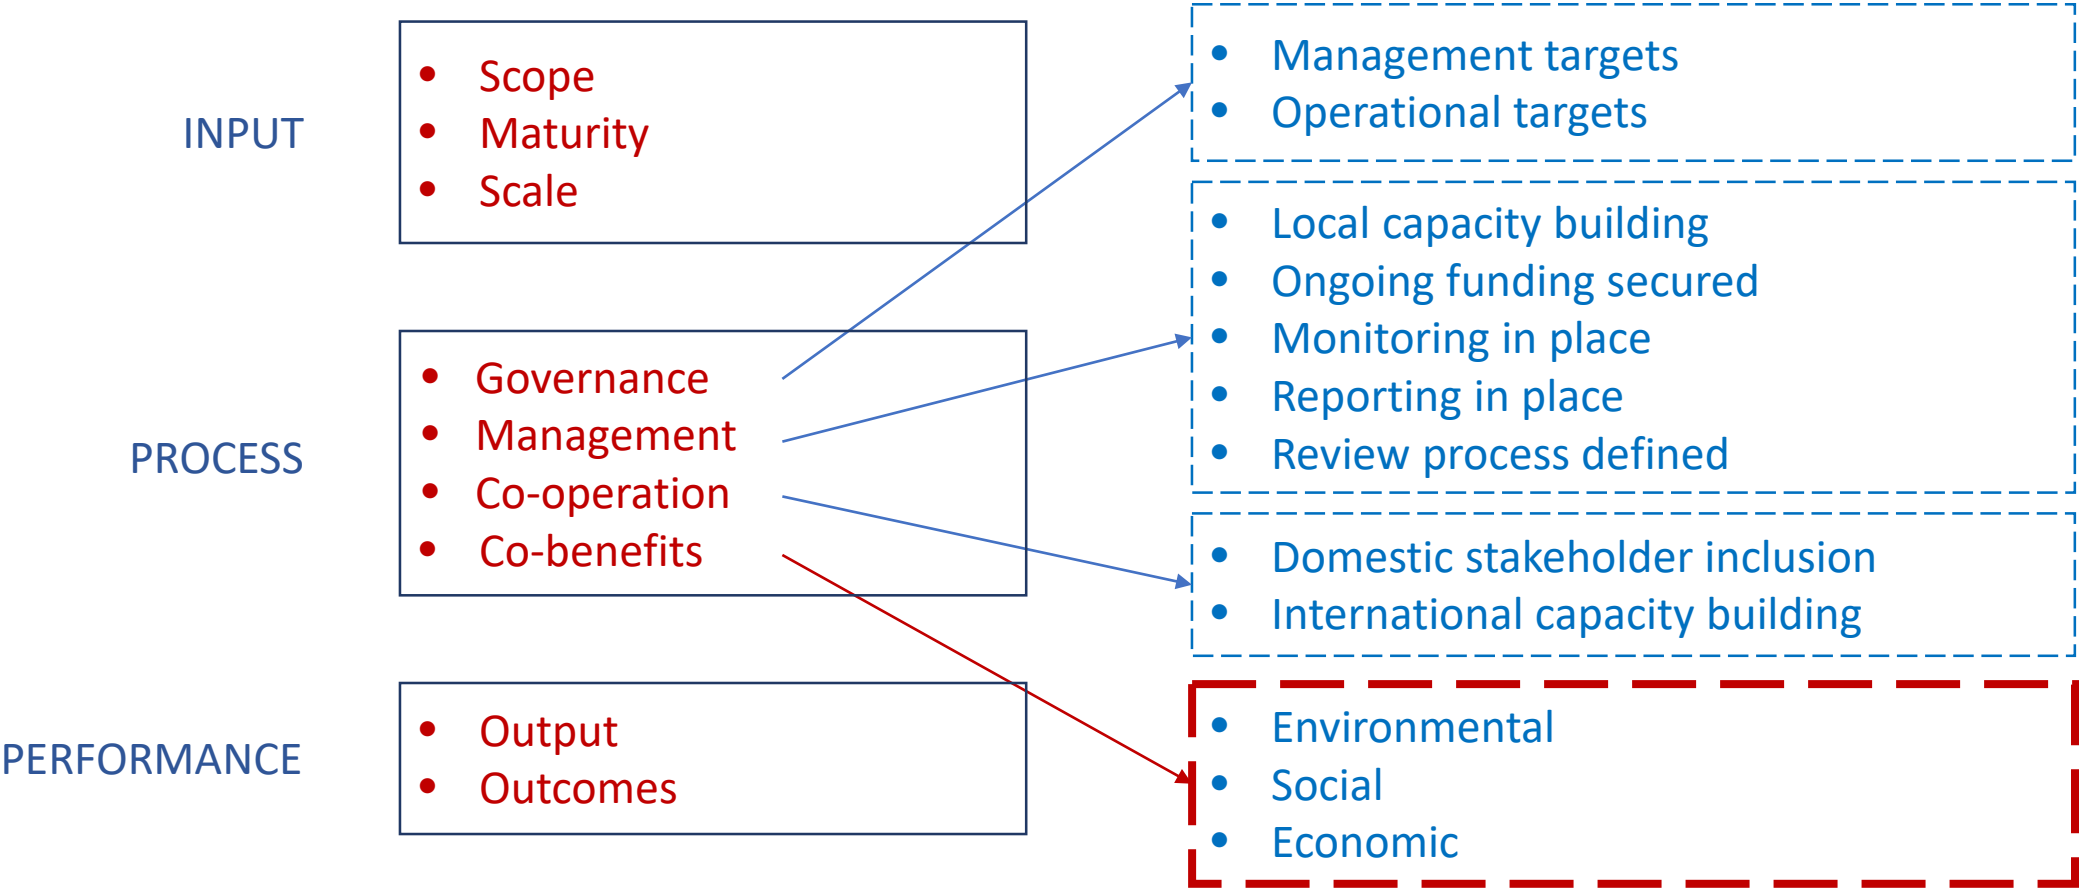 INPUT
• Scope
• Maturity
• Scale
PROCESS
• Governance
• Management
• Co-operation
• Co-benefits
PERFORMANCE
• Output
• Outcomes
• Management targets
• Operational targets
• Local capacity building
• Ongoing funding secured
• Monitoring in place
• Reporting in place
• Review process defined
• Domestic stakeholder inclusion
• International capacity building
• Environmental
• Social
• Economic